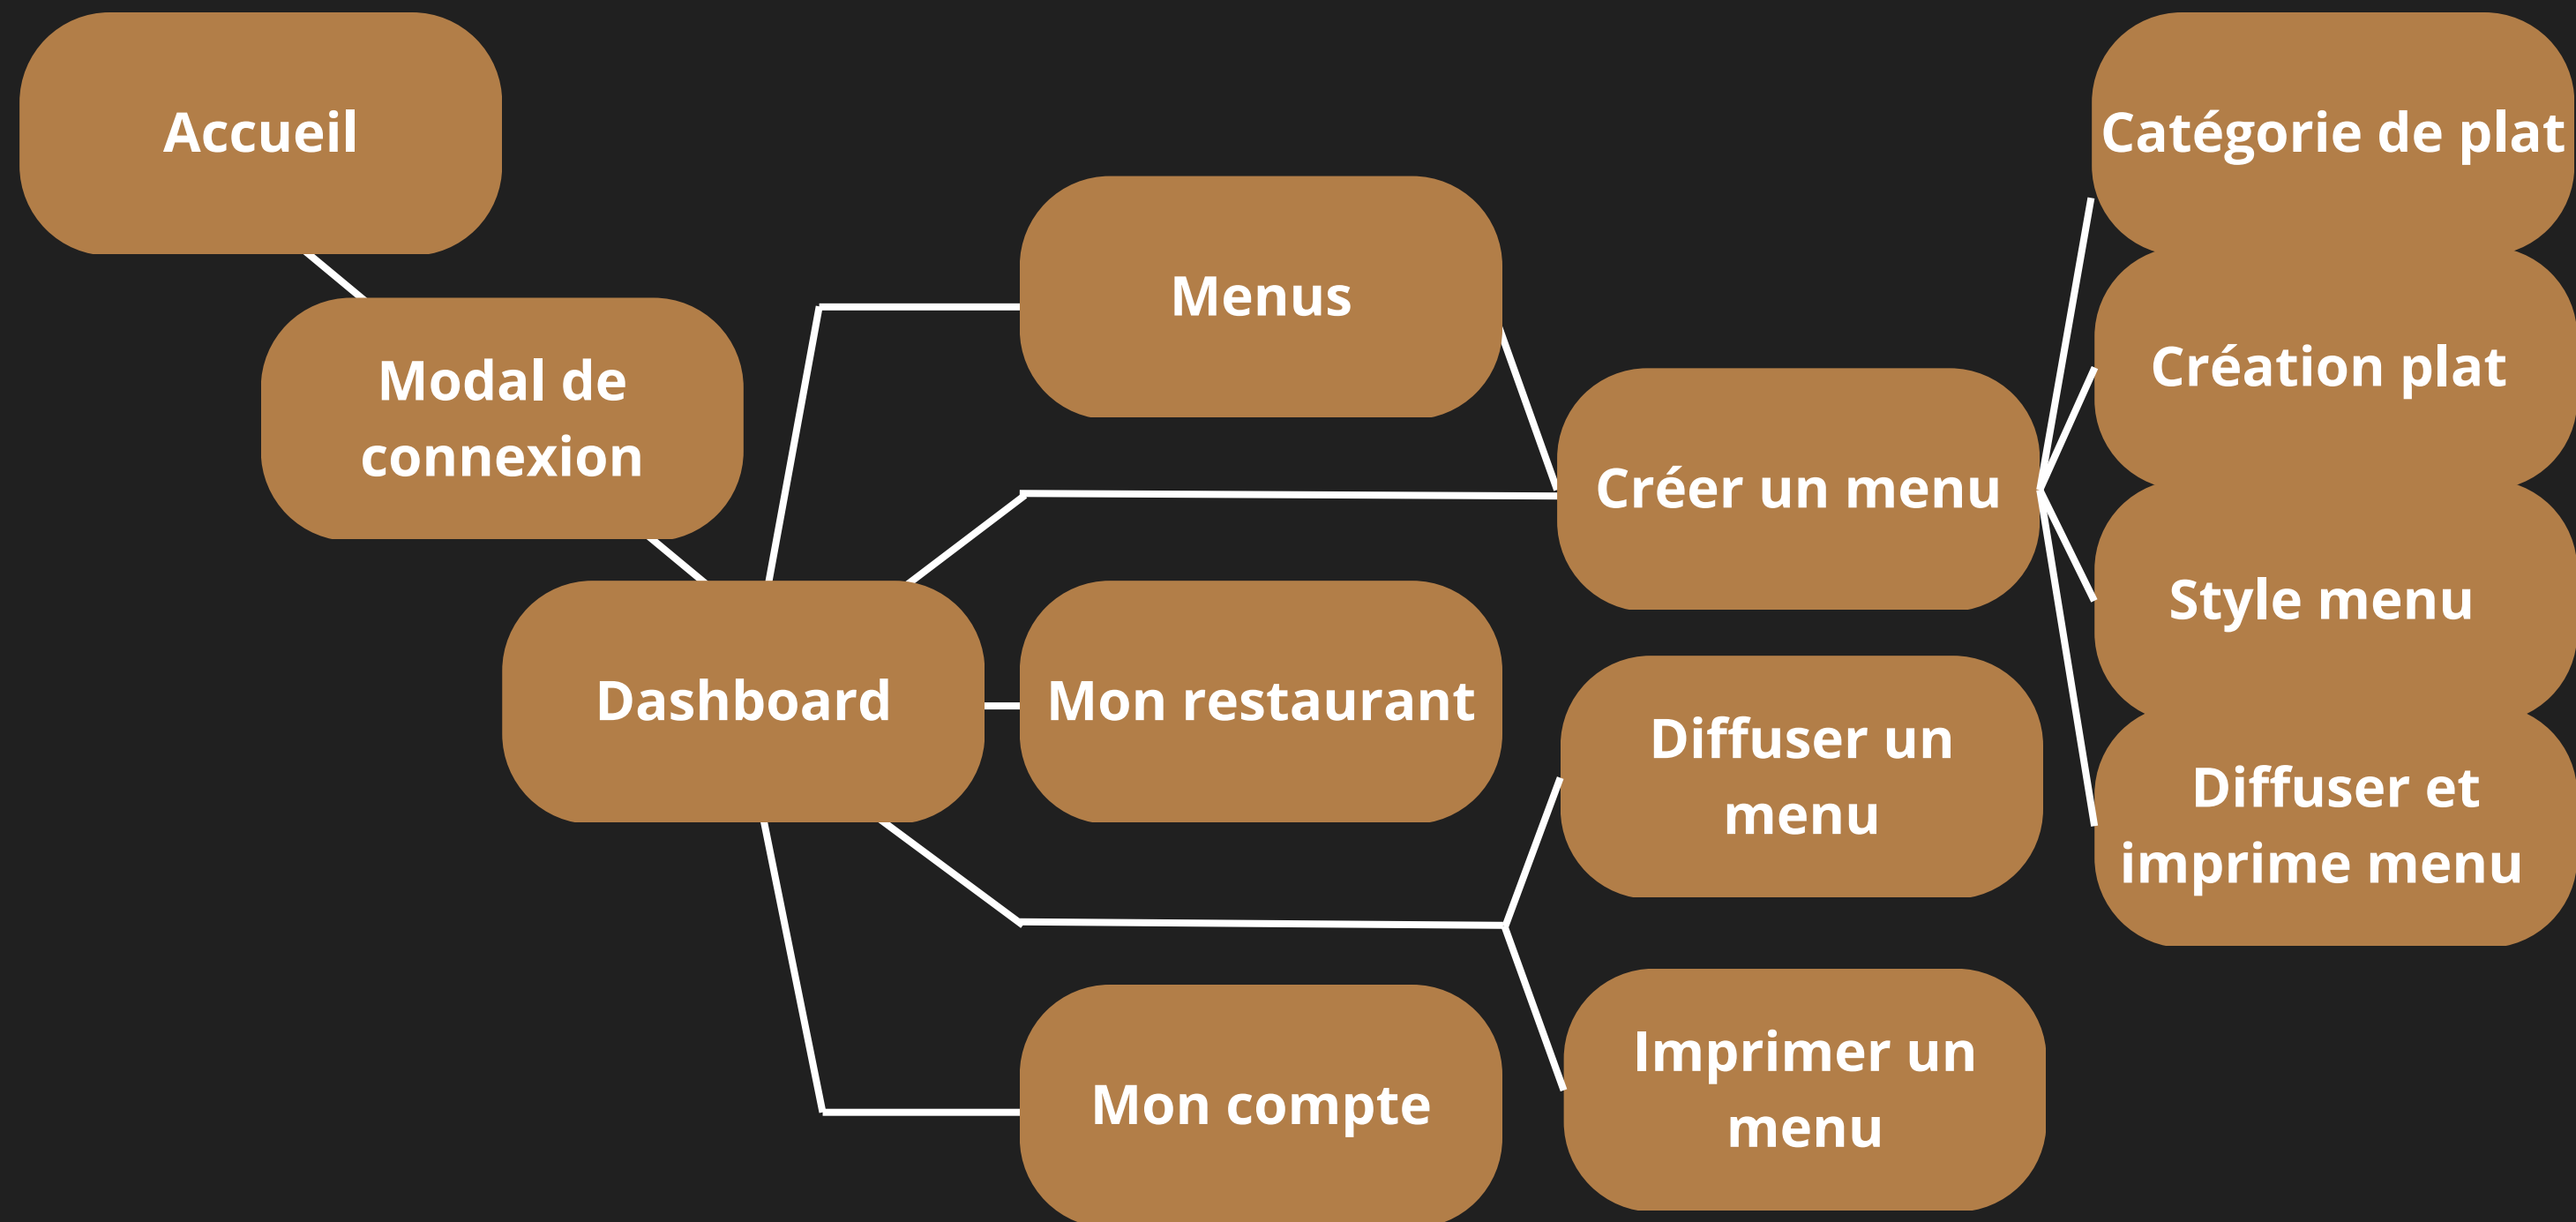 Accueil
Modal de
connexion
Dashboard
Menus
Mon restaurant
Mon compte
Créer un menu
Diffuser un
menu
Imprimer un
menu
Catégorie de plat
Création plat
Style menu
Diffuser et
imprime menu